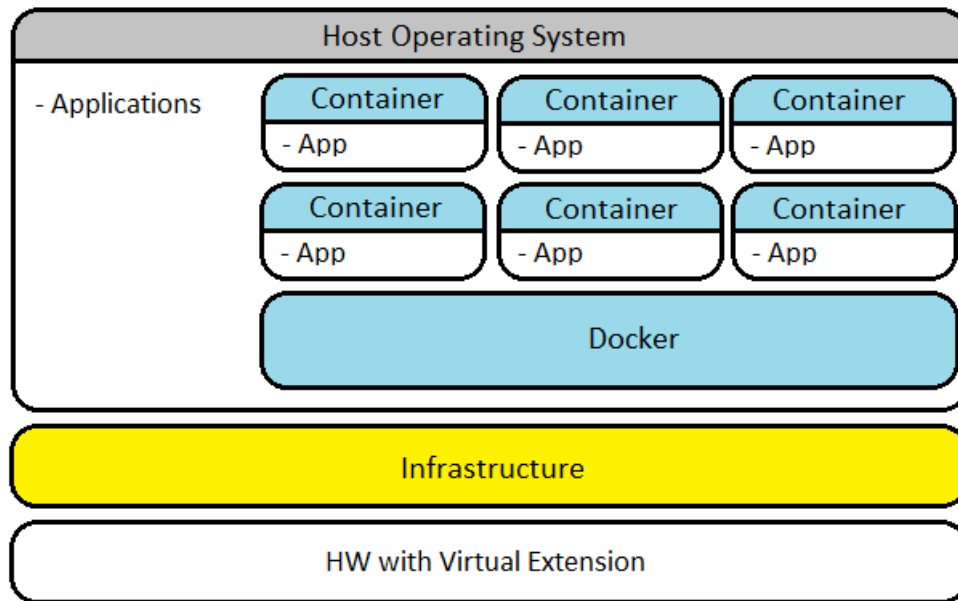 Host Operating System
- Applications
Container
Container
Container
- App
- App
- App
Container
Container
Container
- App
- App
- App
Docker
Infrastructure
HW with Virtual Extension